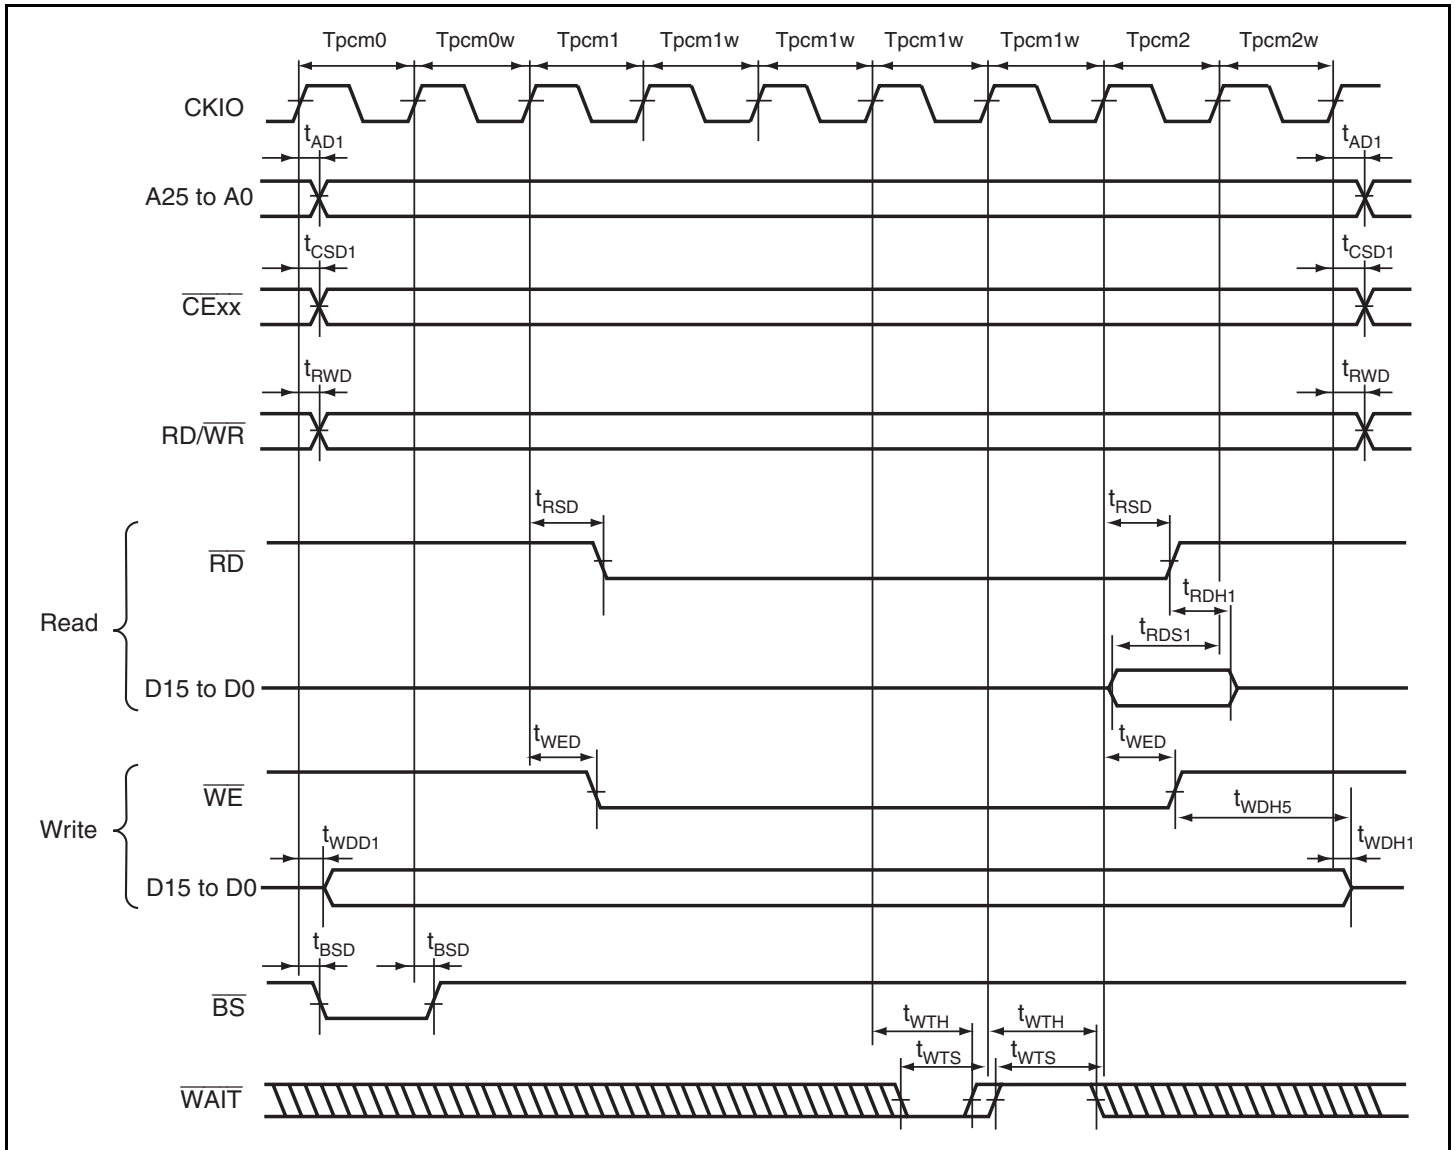 Tpcm0 Tpcm0w Tpcm1 Tpcm1w Tpcm1w Tpcm1w Tpcm1w Tpcm2 Tpcm2w
CKIO
tAD1 tAD1
A25 to A0
tCSD1 tCSD1
CExx
tRWD tRWD
RD/WR
tRSD tRSD
RD
tRDH1
Read
tRDS1
D15 to D0
tWED tWED
WE
tWDH5
Write
tWDD1 tWDH1
D15 to D0
tBSD tBSD
BS
tWTH tWTH
tWTS tWTS
WAIT